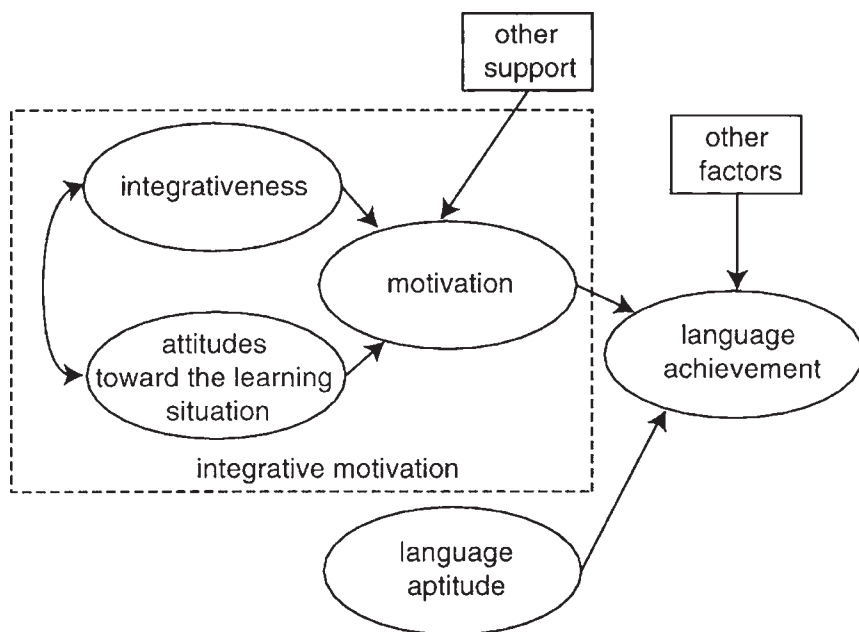 other
support
other
factors
integrativeness
motivation
attitudes
toward the learning
situation
language
achievement
integrative motivation
language
aptitude